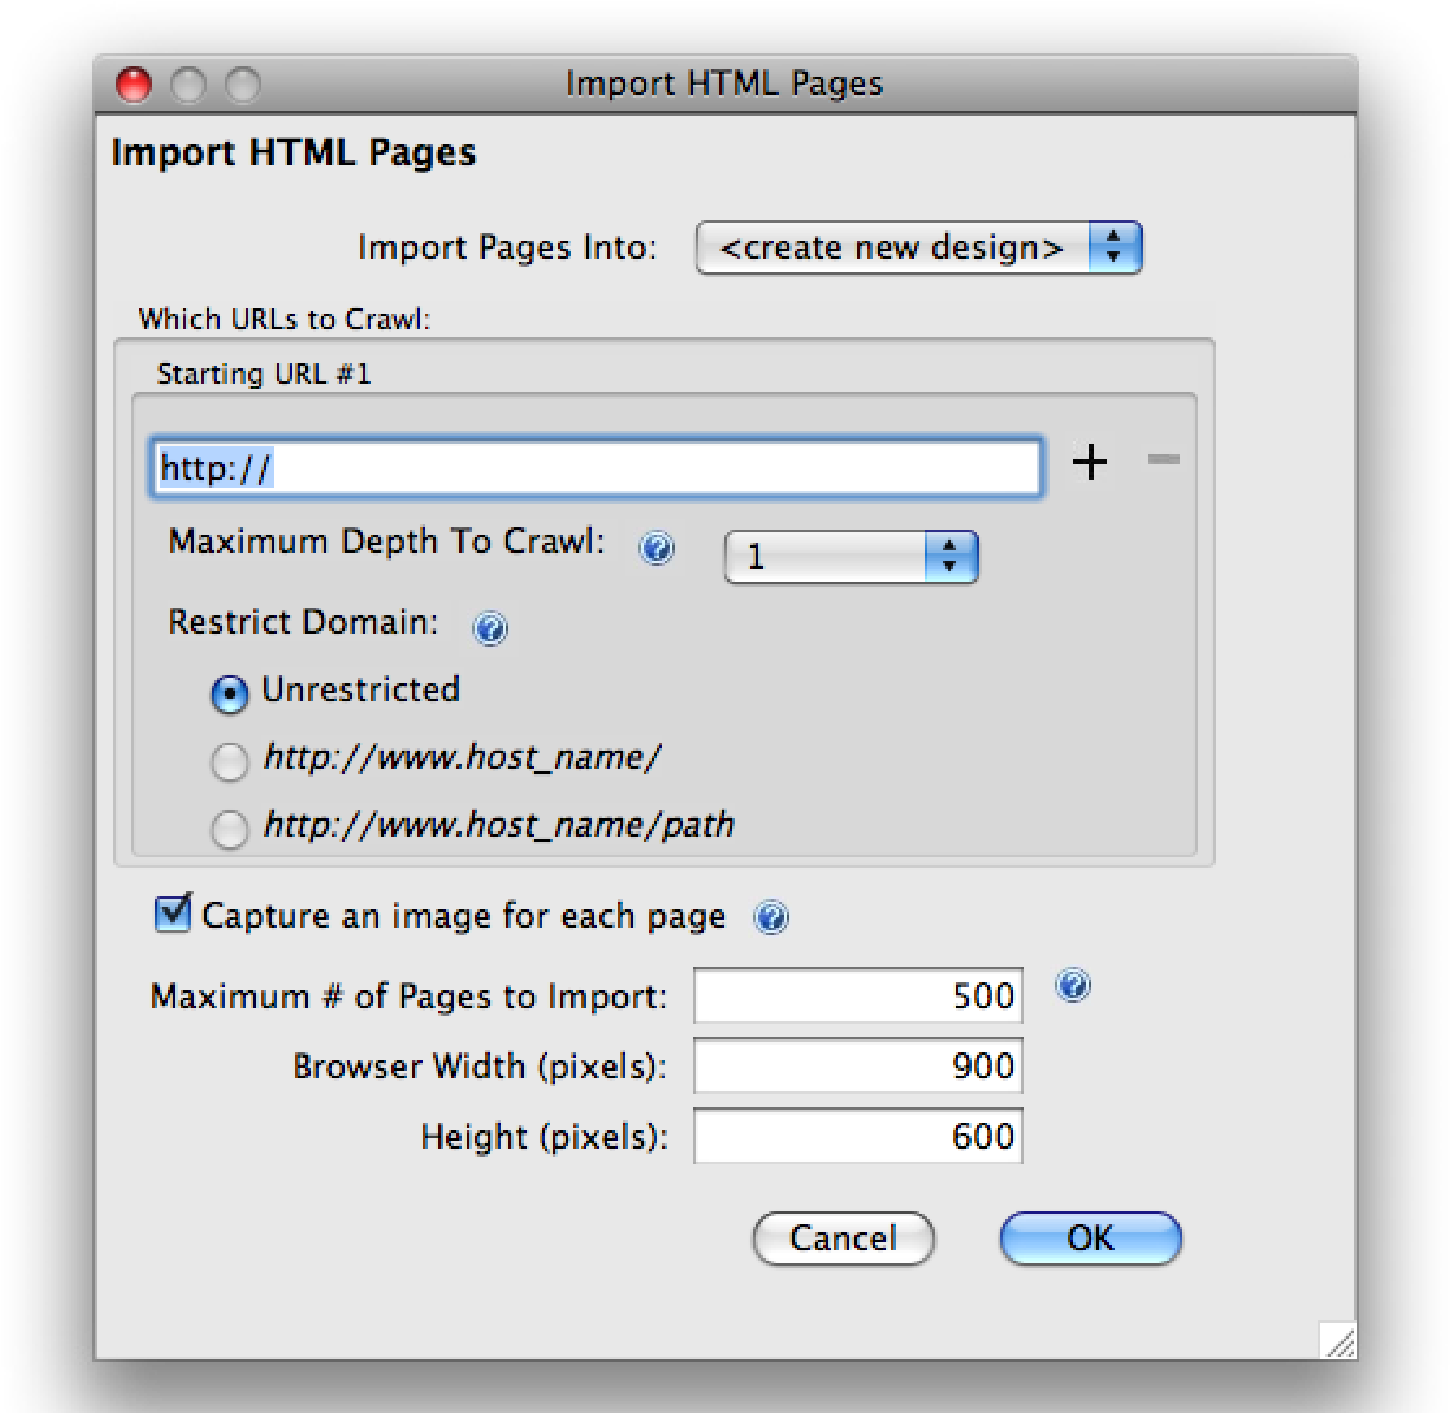 Import HTML Pages
Import HTML Pages
Import Pages Into: <create new design>
Which URLs to Crawl:
Starting URL #1
http://
Maximum Depth To Crawl: 1
Restrict Domain:
Unrestricted
http://www.host_name/
http://www.host_name/path
Capture an image for each page
Maximum # of Pages to Import: 500
Browser Width (pixels): 900
Height (pixels): 600
Cancel OK